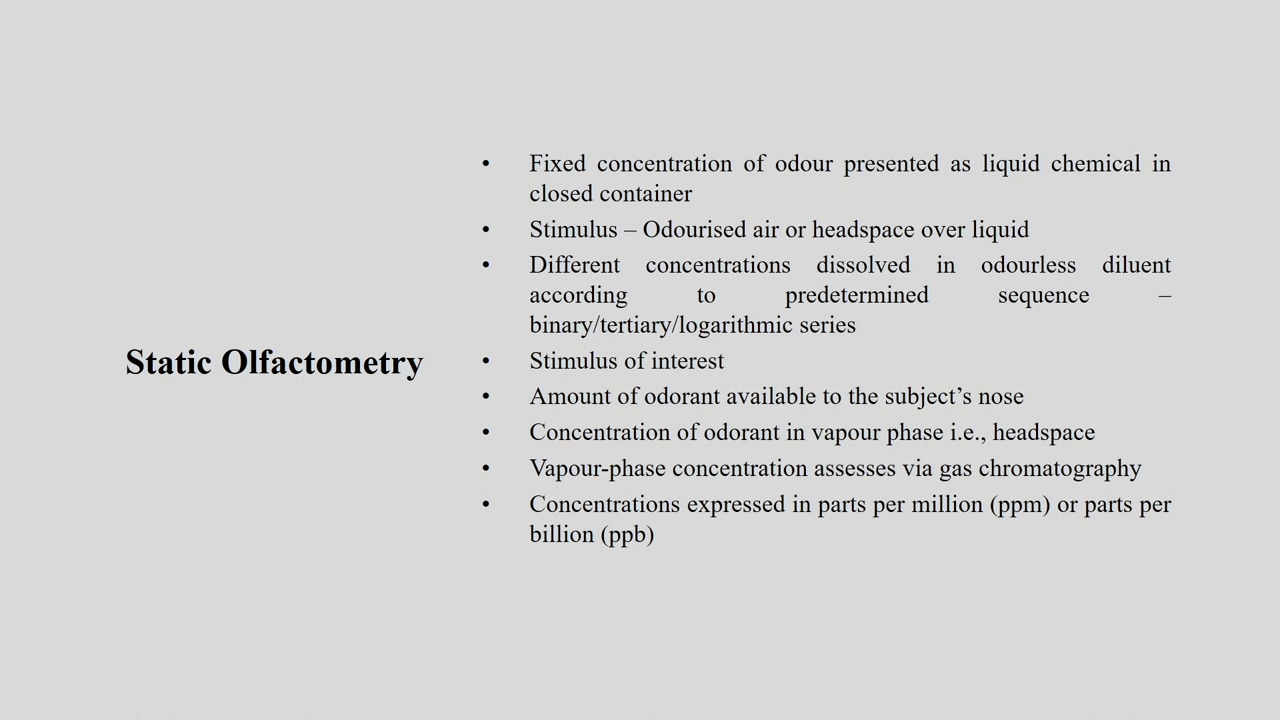 Static Olfactometry
• Fixed concentration of odour presented as liquid chemical in
closed container
• Stimulus – Odourised air or headspace over liquid
• Different concentrations dissolved in odourless diluent
according to predetermined sequence –
binary/tertiary/logarithmic series
• Stimulus of interest
• Amount of odorant available to the subject’s nose
• Concentration of odorant in vapour phase i.e., headspace
• Vapour-phase concentration assesses via gas chromatography
• Concentrations expressed in parts per million (ppm) or parts per
billion (ppb)